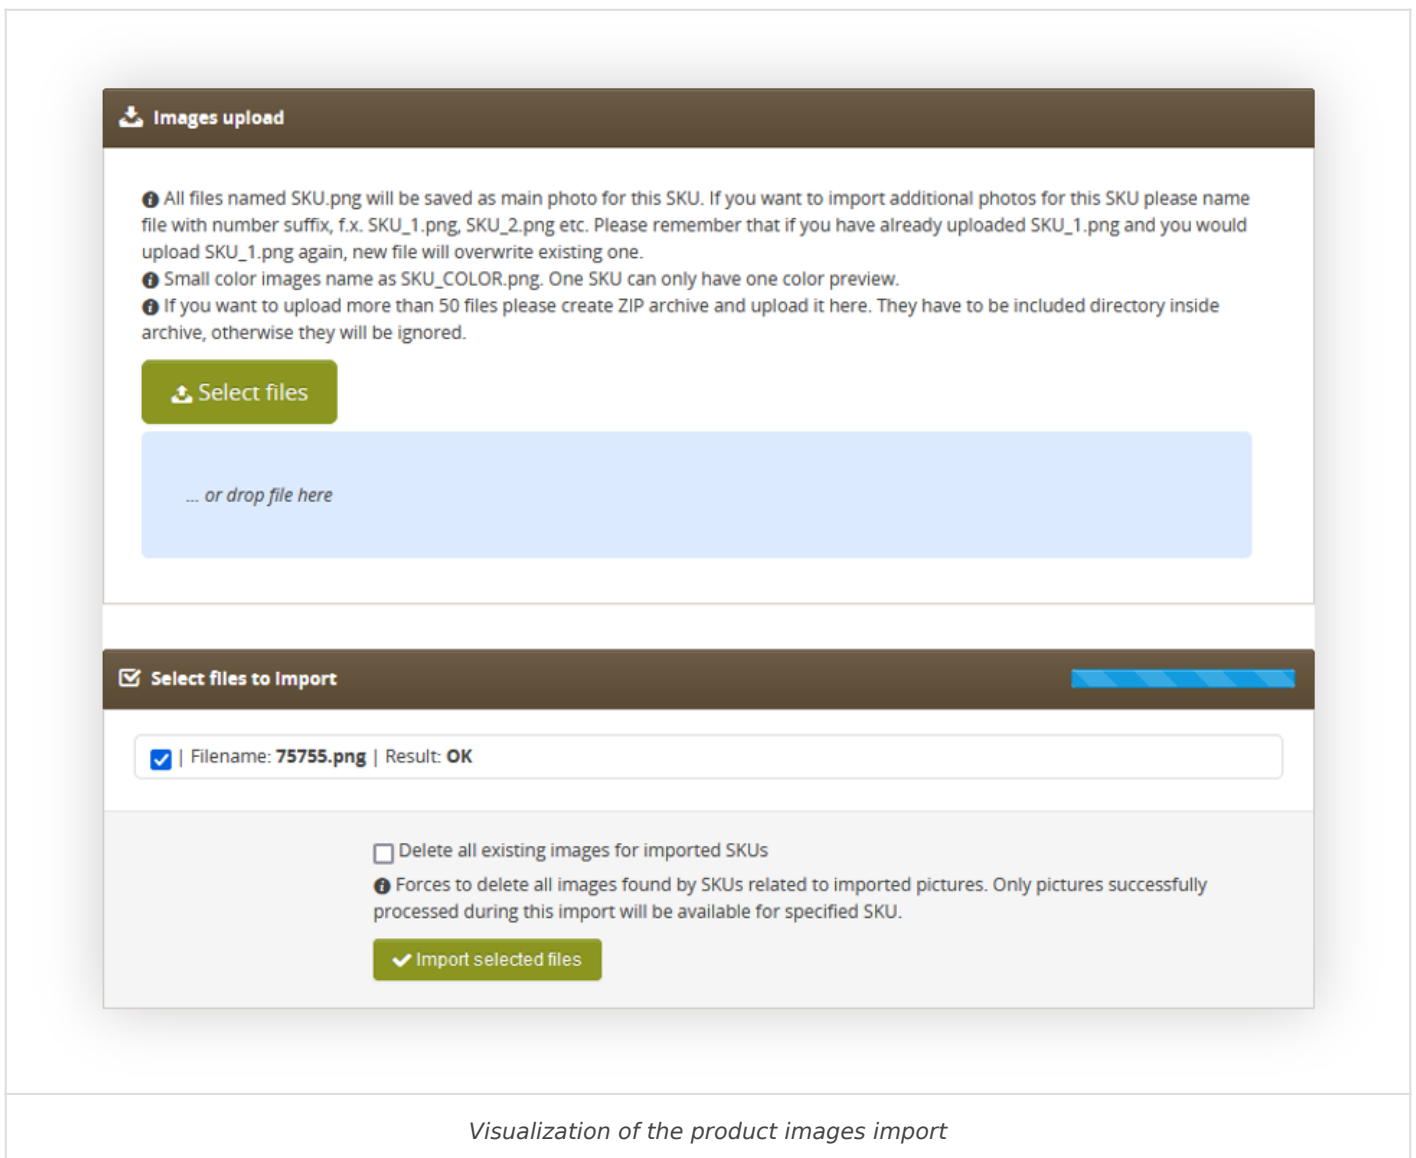 Images upload
All files named SKU.png will be saved as main photo for this SKU. If you want to import additional photos for this SKU please name
file with number suffix, f.x. SKU_1.png, SKU_2.png etc. Please remember that if you have already uploaded SKU_1.png and you would
upload SKU_1.png again, new file will overwrite existing one.
Small color images name as SKU_COLOR.png. One SKU can only have one color preview.
If you want to upload more than 50 files please create ZIP archive and upload it here. They have to be included directory inside
archive, otherwise they will be ignored.
Select files
... or drop file here
Select files to import
| Filename: 75755.png | Result: OK
Delete all existing images for imported SKUs
Forces to delete all images found by SKUs related to imported pictures. Only pictures successfully
processed during this import will be available for specified SKU.
Import selected files
Visualization of the product images import